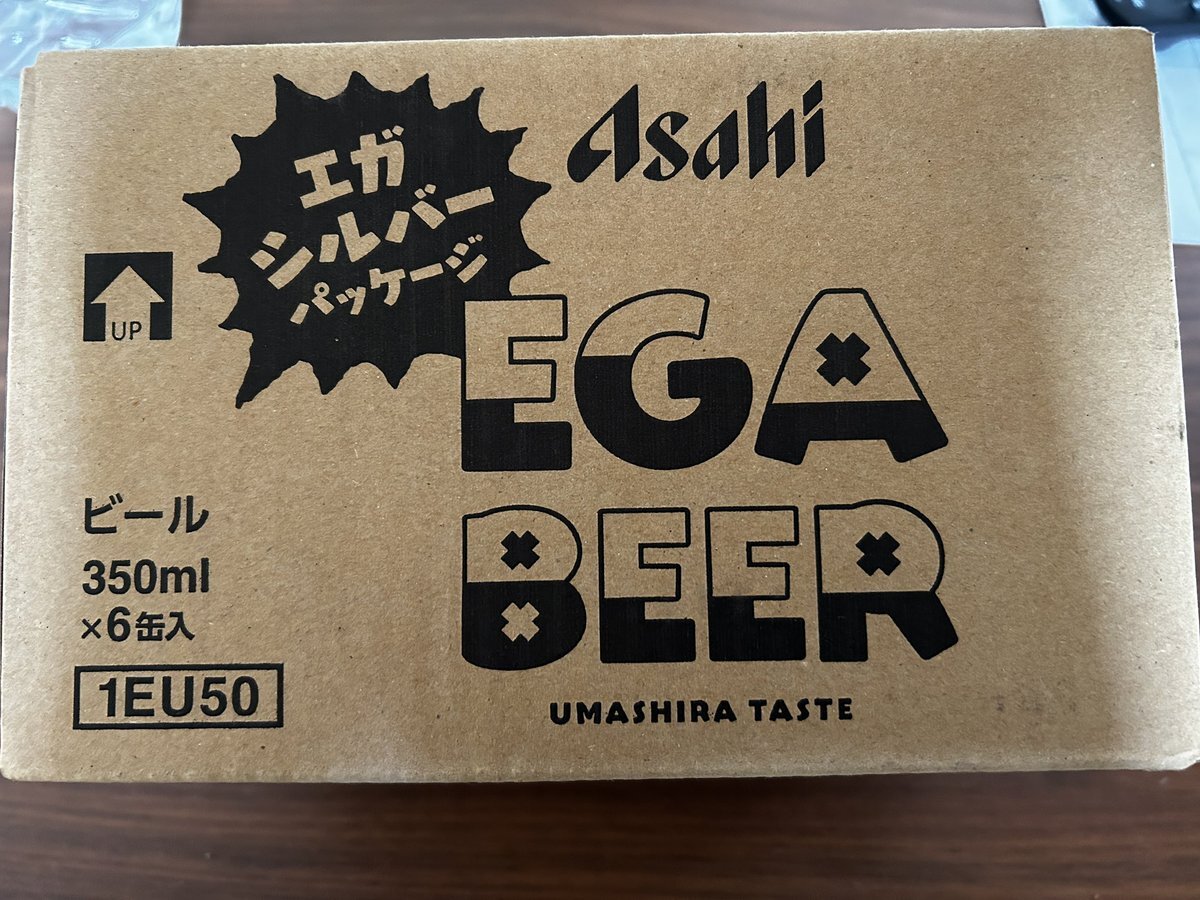 エガ
シルバー
パッケージ
Asahi
UP
EGA
BEER
UMASHIRA TASTE
ビール
350ml
×6缶入
1EU50